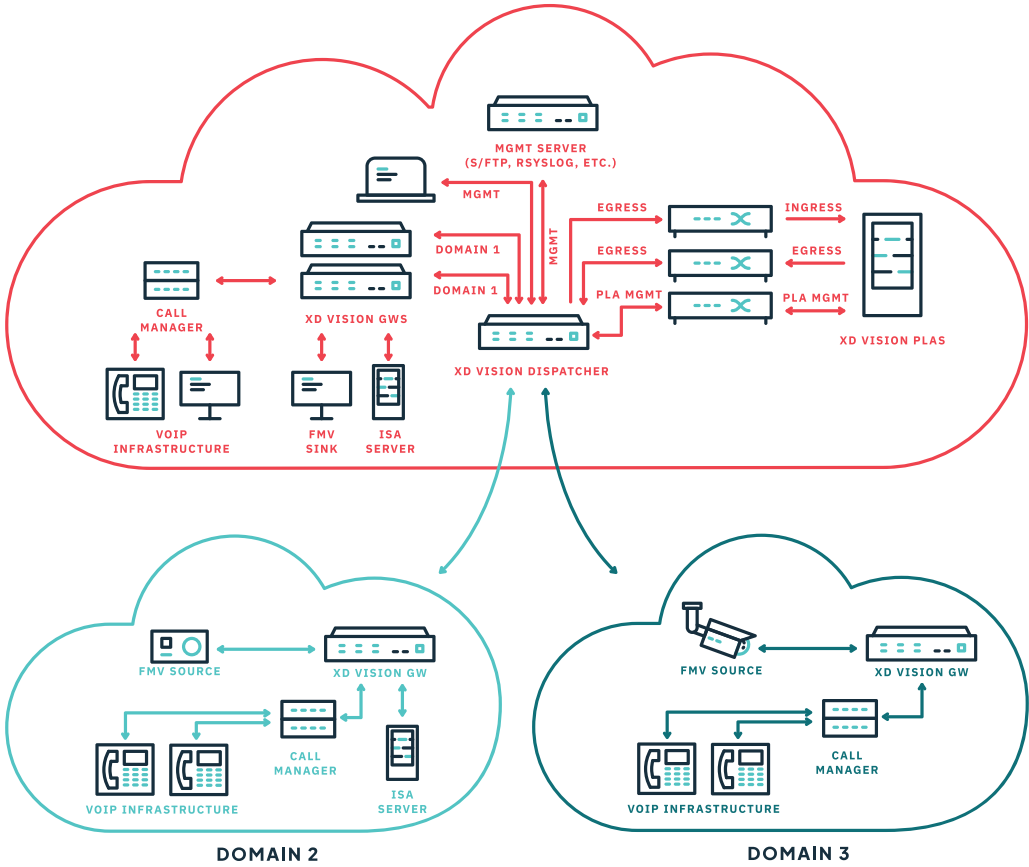 MGMT SERVER
(S/FTP, RSYSLOG, ETC.)
MGMT
MGMT
EGRESS
INGRESS
DOMAIN 1
EGRESS
EGRESS
DOMAIN 1
PLA MGMT
PLA MGMT
CALL
MANAGER
XD VISION GWS
XD VISION PLAS
XD VISION DISPATCHER
VOIP
INFRASTRUCTURE
FMV
SINK
ISA
SERVER
FMV SOURCE
XD VISION GW
CALL
MANAGER
VOIP INFRASTRUCTURE
ISA
SERVER
DOMAIN 2
FMV SOURCE
XD VISION GW
CALL
MANAGER
VOIP INFRASTRUCTURE
DOMAIN 3